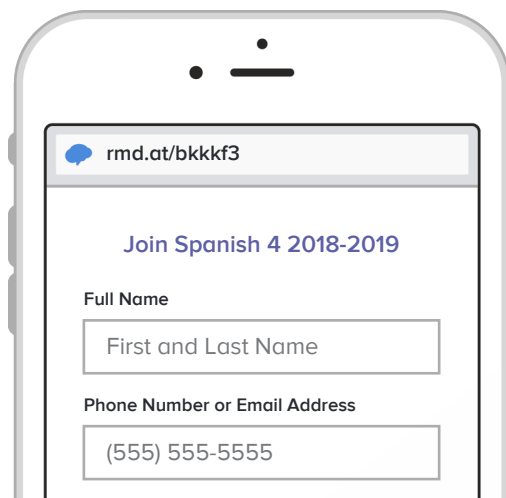 rmd.at/bkkkf3
Join Spanish 4 2018-2019
Full Name
First and Last Name
Phone Number or Email Address
(555) 555-5555